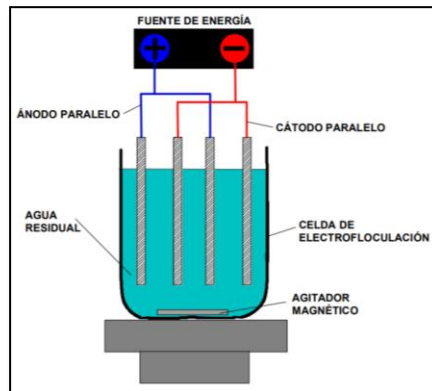 FUENTE DE ENERGÍA
+
−
ÁNODO PARALELO
CÁTODO PARALELO
AGUA
RESIDUAL
CELDA DE
ELECTROFLOCULACIÓN
AGITADOR
MAGNÉTICO